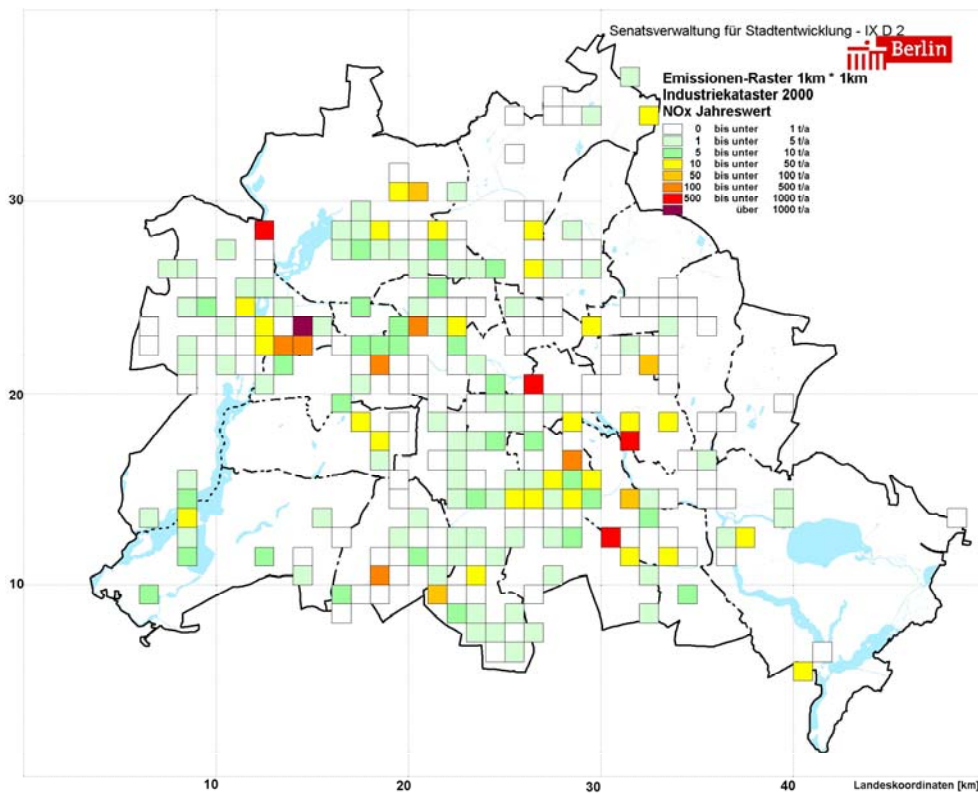 Senatsverwaltung für Stadtentwicklung - IX D 2
Berlin
Emissionen-Raster 1km * 1km
Industriekataster 2000
NOx Jahreswert
0 bis unter 1 t/a
1 bis unter 5 t/a
5 bis unter 10 t/a
10 bis unter 50 t/a
50 bis unter 100 t/a
100 bis unter 500 t/a
500 bis unter 1000 t/a
über 1000 t/a
30
20
10
10 20 30 40 Landeskoordinaten [km]